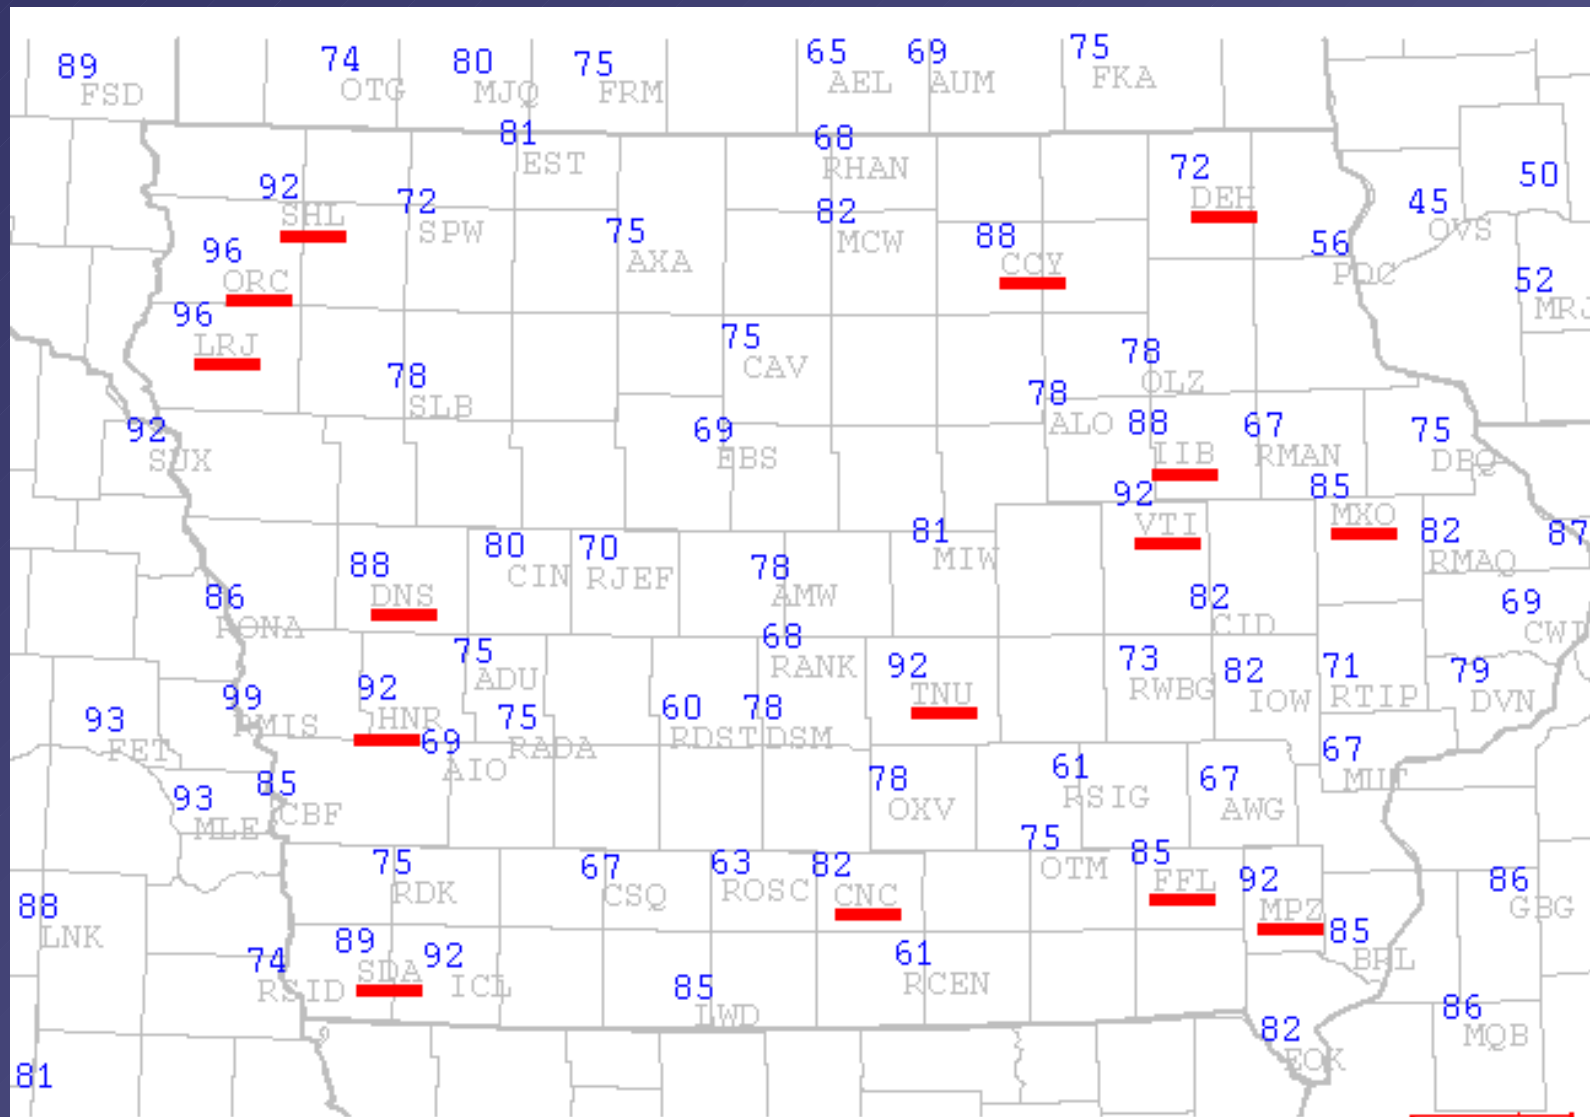 89 FSD
74 OTG
80 MJQ
75 FRM
65 AEL
69 AUM
75 FKA
81 EST
68 RHAN
72 DEH
50
92 SHL
72 SPW
82 MCW
45 OVS
75 AXA
88 CCY
56 PDC
96 ORC
52 MRJ
96 LRJ
75 CAV
78 OLZ
78 SLB
78 ALO
92 SUX
69 EBS
88 IIB
67 RMAN
75 DBQ
92 VTI
85 MXO
81 MIW
82 RMAQ
87
88 DNS
80 CIN
70 RJEF
78 AMW
86 RONA
82 CID
69 CWI
75 ADU
68 RANK
92 TNU
73 RWBG
82 IOW
71 RTIP
79 DVN
99 RMIS
92 HNR
75 RADA
60 RDST
78 DSM
93 FET
69 AIO
67 MUT
93 MLE
85 CBF
78 OXV
61 RSIG
67 AWG
75 RDK
67 CSQ
63 ROSC
82 CNC
75 OTM
85 FFL
92 MPZ
86 GBG
88 LNK
74 RSID
89 SDA
92 ICL
85 LWD
61 RCEN
85 BRL
86 MQB
82 EOK
81